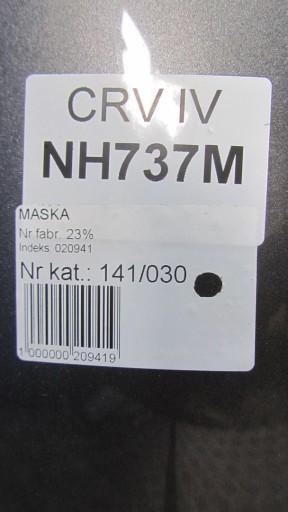 CRV IV
NH737M
MASKA
Nr fabr. 23%
Indeks: 020941
Nr kat.: 141/030
1 000000 209419